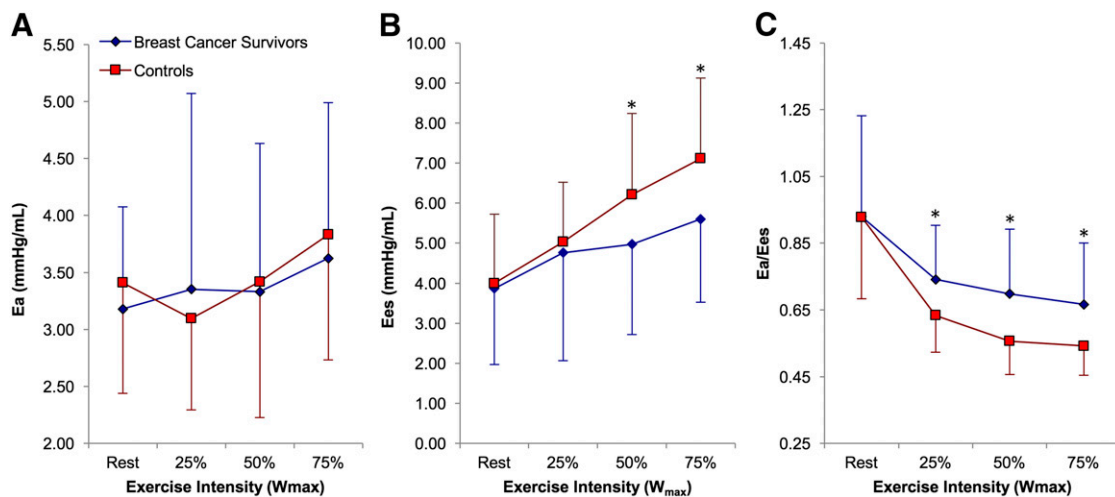 A
5.50
5.00
4.50
4.00
3.50
3.00
2.50
2.00
Ea (mmHg/mL)
Breast Cancer Survivors
Controls
Rest 25% 50% 75%
Exercise Intensity (Wmax)
B
10.00
9.00
8.00
7.00
6.00
5.00
4.00
3.00
2.00
1.00
0.00
Ees (mmHg/mL)
*
*
Rest 25% 50% 75%
Exercise Intensity (Wmax)
C
1.45
1.25
1.05
0.85
0.65
0.45
0.25
Ea/Ees
* * *
Rest 25% 50% 75%
Exercise Intensity (Wmax)